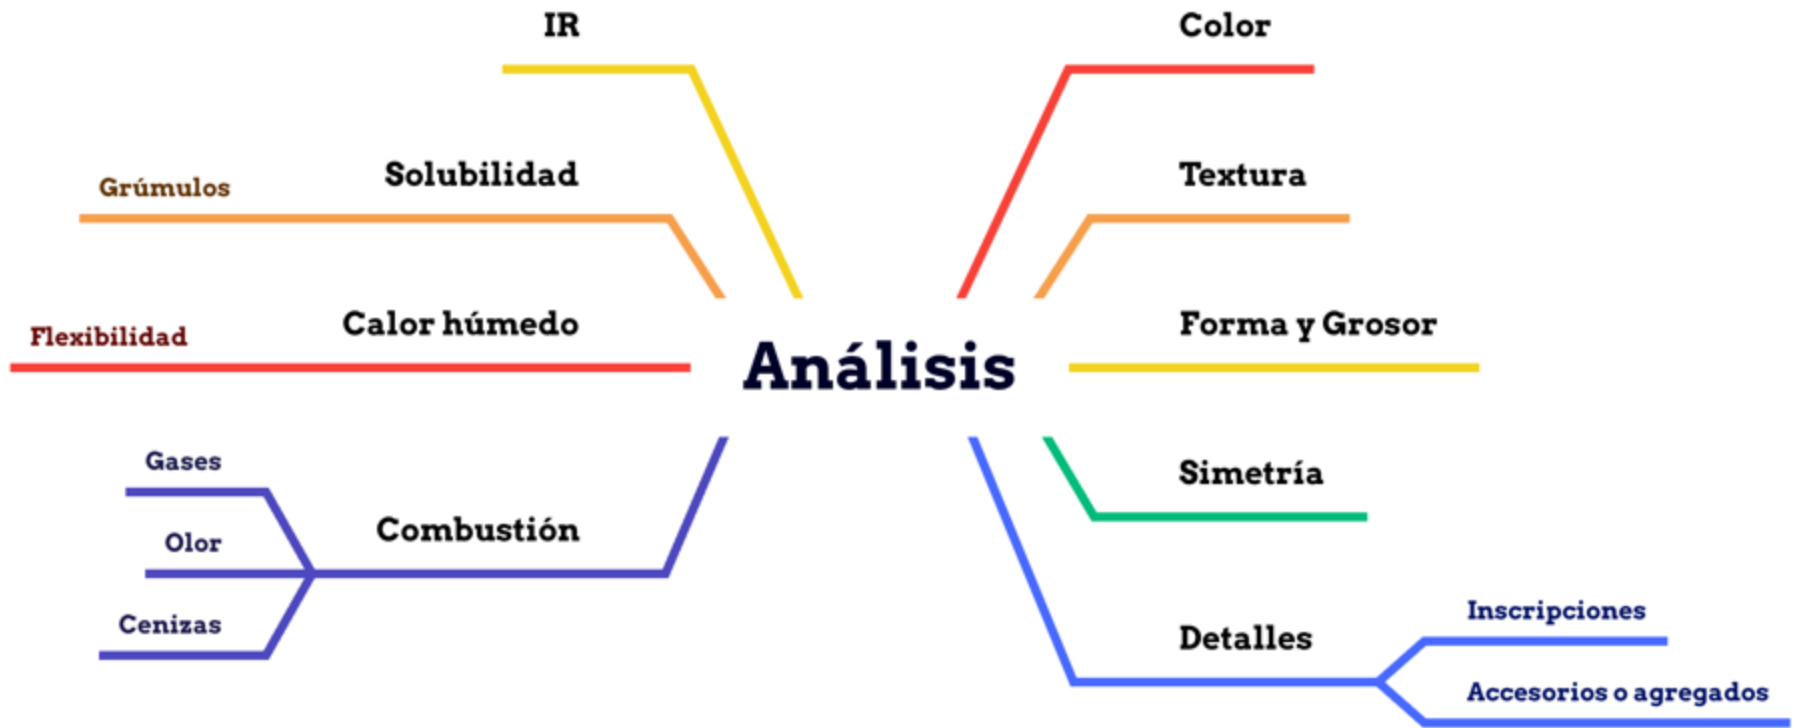 IR
Color
Solubilidad
Grúmulos
Textura
Calor húmedo
Flexibilidad
Forma y Grosor
Análisis
Gases
Olor
Cenizas
Combustión
Simetría
Detalles
Inscripciones
Accesorios o agregados